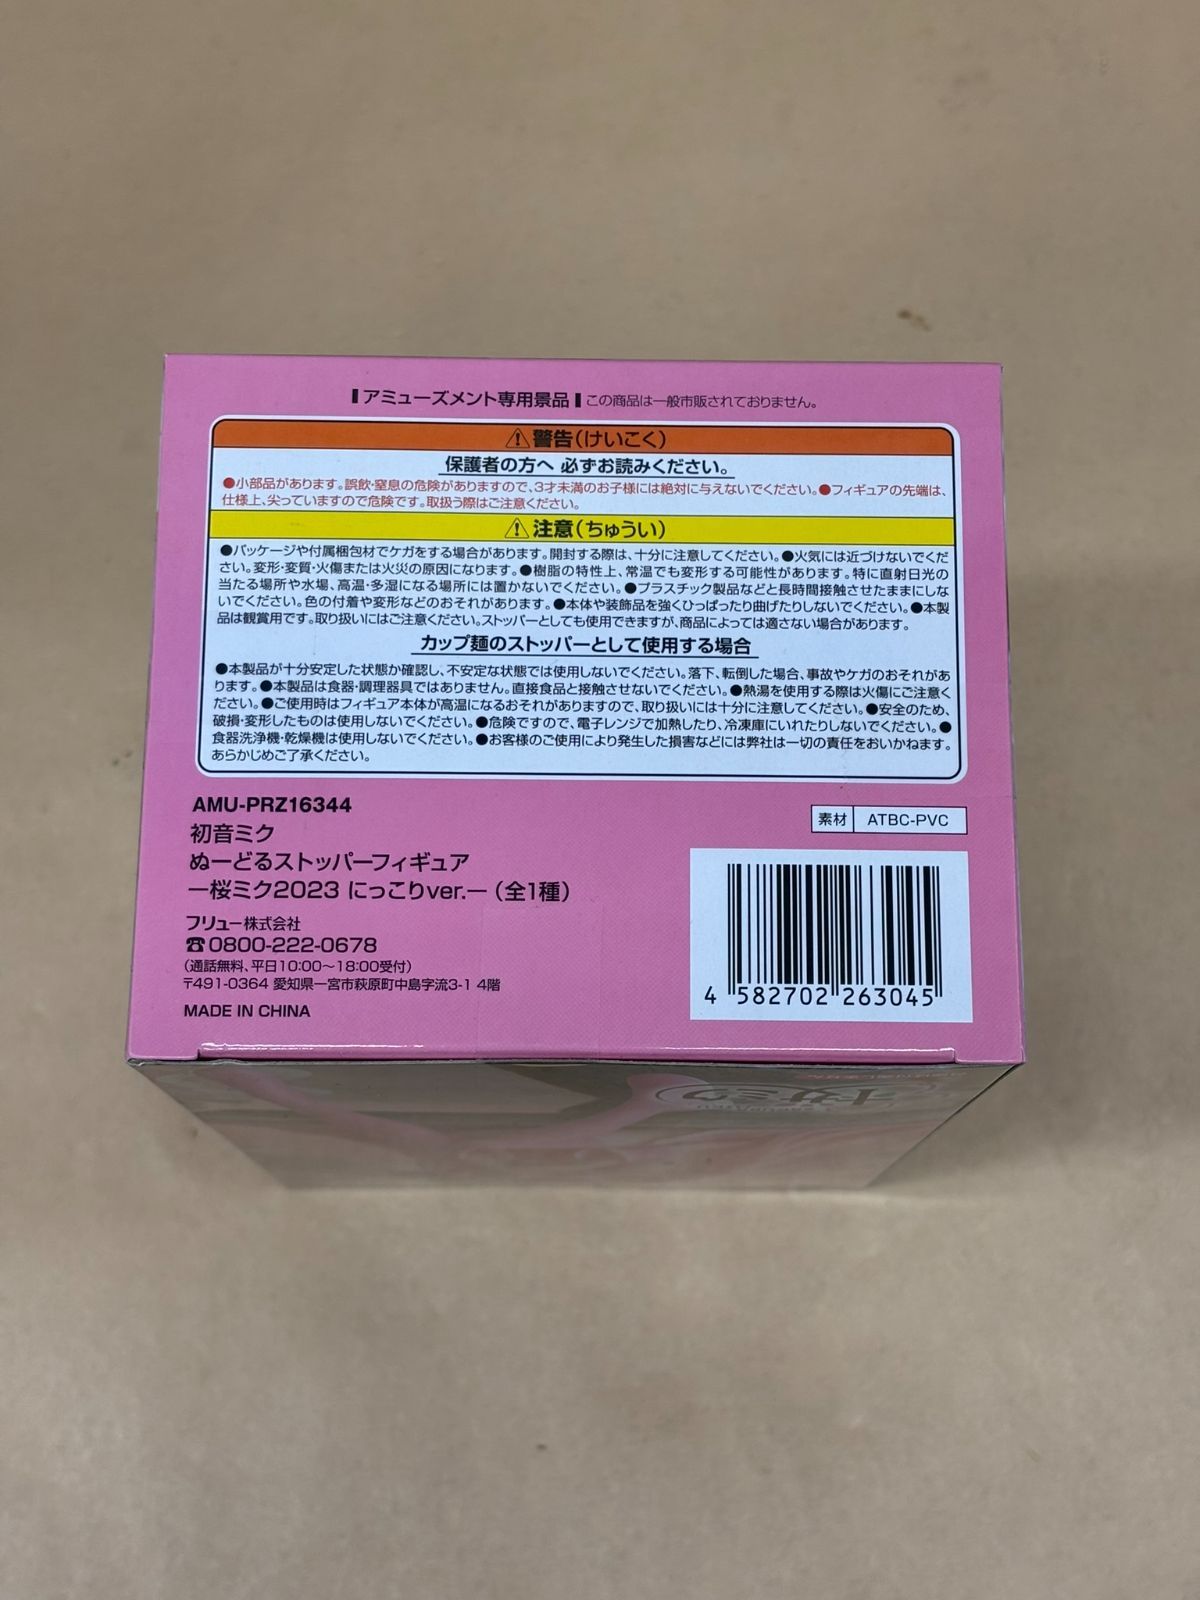 アミューズメント専用景品 この商品は一般市販されておりません。
⚠警告(けいこく)
保護者の方へ 必ずお読みください。
●小部品があります。誤飲・窒息の危険がありますので、3才未満のお子様には絶対に与えないでください。●フィギュアの先端は、
仕様上、尖っていますので危険です。取扱う際はご注意ください。
⚠注意(ちゅうい)
●パッケージや付属梱包材でケガをする場合があります。開封する際は、十分に注意してください。●火気には近づけないでくだ
さい。変形・変質・火傷または火災の原因になります。●樹脂の特性上、常温でも変形する可能性があります。特に直射日光の
当たる場所や水場、高温・多湿になる場所には置かないでください。●プラスチック製品などと長時間接触させたままにしな
いでください。色の付着や変形などのおそれがあります。●本体や装飾品を強くひっぱったり曲げたりしないでください。●本製
品は観賞用です。取り扱いにはご注意ください。ストッパーとしても使用できますが、商品によっては適さない場合があります。
カップ麺のストッパーとして使用する場合
●本製品が十分安定した状態か確認し、不安定な状態では使用しないでください。落下、転倒した場合、事故やケガのおそれがあり
ます。●本製品は食器・調理器具ではありません。直接食品と接触させないでください。●熱湯を使用する際は火傷にご注意く
ださい。●ご使用時はフィギュア本体が高温になるおそれがありますので、取り扱いには十分に注意してください。●安全のため、
破損・変形したものは使用しないでください。●危険ですので、電子レンジで加熱したり、冷凍庫にいれたりしないでください。●
食器洗浄機・乾燥機は使用しないでください。●お客様のご使用により発生した損害などには弊社は一切の責任をおいかねます。
あらかじめご了承ください。
AMU-PRZ16344
初音ミク
ぬーどるストッパーフィギュア
ー桜ミク2023 にっこりver.ー(全1種)
フリュー株式会社
☎0800-222-0678
(通話無料、平日10:00～18:00受付)
〒491-0364 愛知県一宮市萩原町中島字流3-1 4階
MADE IN CHINA
素材 ATBC-PVC
4 582702 263045